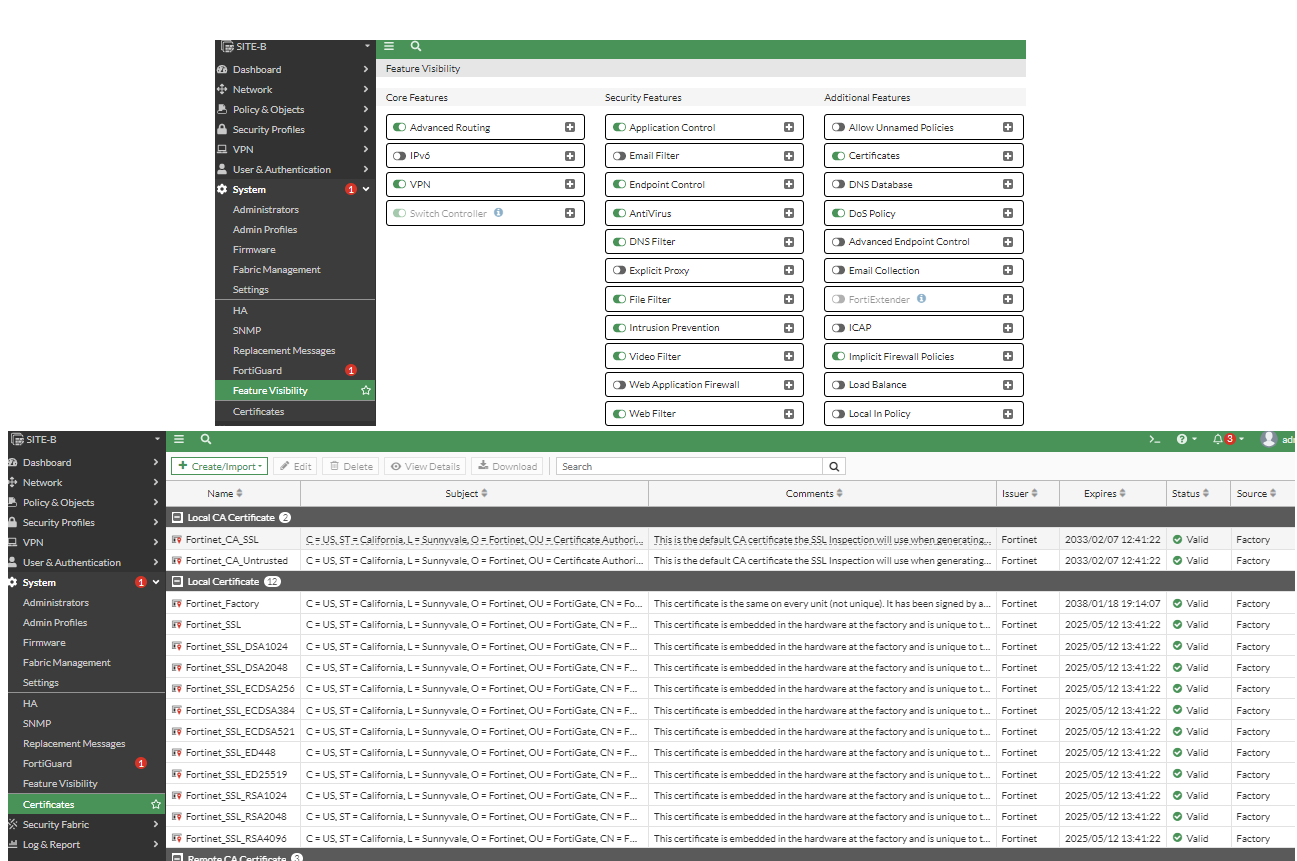 SITE-B
Feature Visibility
Dashboard
Network
Policy & Objects
Security Profiles
VPN
User & Authentication
System 1
Administrators
Admin Profiles
Firmware
Fabric Management
Settings
HA
SNMP
Replacement Messages
FortiGuard 1
Feature Visibility
Certificates
Core Features
Advanced Routing
IPv6
VPN
Switch Controller
Security Features
Application Control
Email Filter
Endpoint Control
AntiVirus
DNS Filter
Explicit Proxy
File Filter
Intrusion Prevention
Video Filter
Web Application Firewall
Web Filter
Additional Features
Allow Unnamed Policies
Certificates
DNS Database
DoS Policy
Advanced Endpoint Control
Email Collection
FortiExtender
ICAP
Implicit Firewall Policies
Load Balance
Local In Policy
SITE-B
3 adm
Dashboard
Network
Policy & Objects
Security Profiles
VPN
User & Authentication
System 1
Administrators
Admin Profiles
Firmware
Fabric Management
Settings
HA
SNMP
Replacement Messages
FortiGuard 1
Feature Visibility
Certificates
Security Fabric
Log & Report
+ Create/Import Edit Delete View Details Download Search
Name Subject Comments Issuer Expires Status Source
Local CA Certificate 2
Fortinet_CA_SSL C = US, ST = California, L = Sunnyvale, O = Fortinet, OU = Certificate Authori... This is the default CA certificate the SSL Inspection will use when generating... Fortinet 2033/02/07 12:41:22 Valid Factory
Fortinet_CA_Untrusted C = US, ST = California, L = Sunnyvale, O = Fortinet, OU = Certificate Authori... This is the default CA certificate the SSL Inspection will use when generating... Fortinet 2033/02/07 12:41:22 Valid Factory
Local Certificate 12
Fortinet_Factory C = US, ST = California, L = Sunnyvale, O = Fortinet, OU = FortiGate, CN = Fo... This certificate is the same on every unit (not unique). It has been signed by a... Fortinet 2038/01/18 19:14:07 Valid Factory
Fortinet_SSL C = US, ST = California, L = Sunnyvale, O = Fortinet, OU = FortiGate, CN = F... This certificate is embedded in the hardware at the factory and is unique to t... Fortinet 2025/05/12 13:41:22 Valid Factory
Fortinet_SSL_DSA1024 C = US, ST = California, L = Sunnyvale, O = Fortinet, OU = FortiGate, CN = F... This certificate is embedded in the hardware at the factory and is unique to t... Fortinet 2025/05/12 13:41:22 Valid Factory
Fortinet_SSL_DSA2048 C = US, ST = California, L = Sunnyvale, O = Fortinet, OU = FortiGate, CN = F... This certificate is embedded in the hardware at the factory and is unique to t... Fortinet 2025/05/12 13:41:22 Valid Factory
Fortinet_SSL_ECDSA256 C = US, ST = California, L = Sunnyvale, O = Fortinet, OU = FortiGate, CN = F... This certificate is embedded in the hardware at the factory and is unique to t... Fortinet 2025/05/12 13:41:22 Valid Factory
Fortinet_SSL_ECDSA384 C = US, ST = California, L = Sunnyvale, O = Fortinet, OU = FortiGate, CN = F... This certificate is embedded in the hardware at the factory and is unique to t... Fortinet 2025/05/12 13:41:22 Valid Factory
Fortinet_SSL_ECDSA521 C = US, ST = California, L = Sunnyvale, O = Fortinet, OU = FortiGate, CN = F... This certificate is embedded in the hardware at the factory and is unique to t... Fortinet 2025/05/12 13:41:22 Valid Factory
Fortinet_SSL_ED448 C = US, ST = California, L = Sunnyvale, O = Fortinet, OU = FortiGate, CN = F... This certificate is embedded in the hardware at the factory and is unique to t... Fortinet 2025/05/12 13:41:22 Valid Factory
Fortinet_SSL_ED25519 C = US, ST = California, L = Sunnyvale, O = Fortinet, OU = FortiGate, CN = F... This certificate is embedded in the hardware at the factory and is unique to t... Fortinet 2025/05/12 13:41:22 Valid Factory
Fortinet_SSL_RSA1024 C = US, ST = California, L = Sunnyvale, O = Fortinet, OU = FortiGate, CN = F... This certificate is embedded in the hardware at the factory and is unique to t... Fortinet 2025/05/12 13:41:22 Valid Factory
Fortinet_SSL_RSA2048 C = US, ST = California, L = Sunnyvale, O = Fortinet, OU = FortiGate, CN = F... This certificate is embedded in the hardware at the factory and is unique to t... Fortinet 2025/05/12 13:41:22 Valid Factory
Fortinet_SSL_RSA4096 C = US, ST = California, L = Sunnyvale, O = Fortinet, OU = FortiGate, CN = F... This certificate is embedded in the hardware at the factory and is unique to t... Fortinet 2025/05/12 13:41:22 Valid Factory
Remote CA Certificate 3